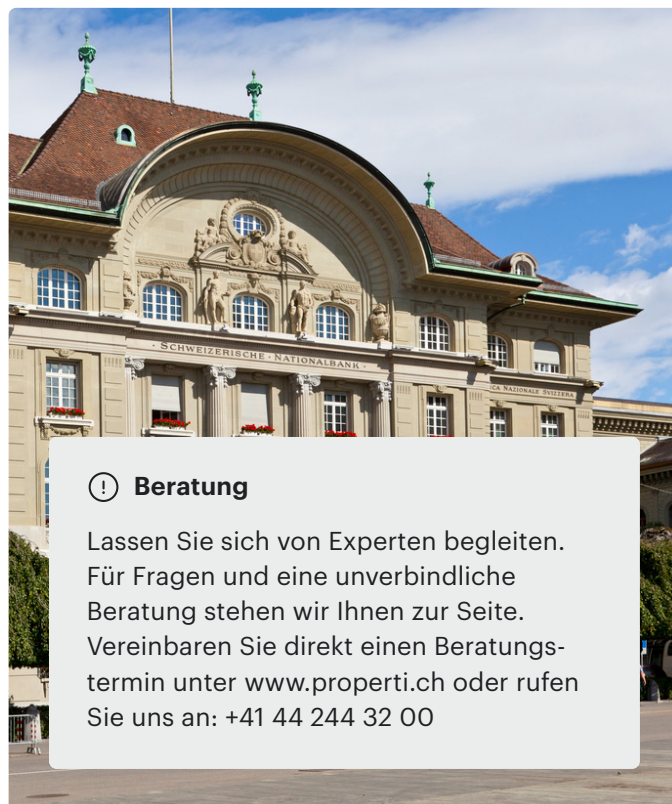 · SCHWEIZERISCHE · NATIONALBANK ·
CA NAZIONALE SVIZZERA
Beratung
Lassen Sie sich von Experten begleiten.
Für Fragen und eine unverbindliche
Beratung stehen wir Ihnen zur Seite.
Vereinbaren Sie direkt einen Beratungs-
termin unter www.properti.ch oder rufen
Sie uns an: +41 44 244 32 00